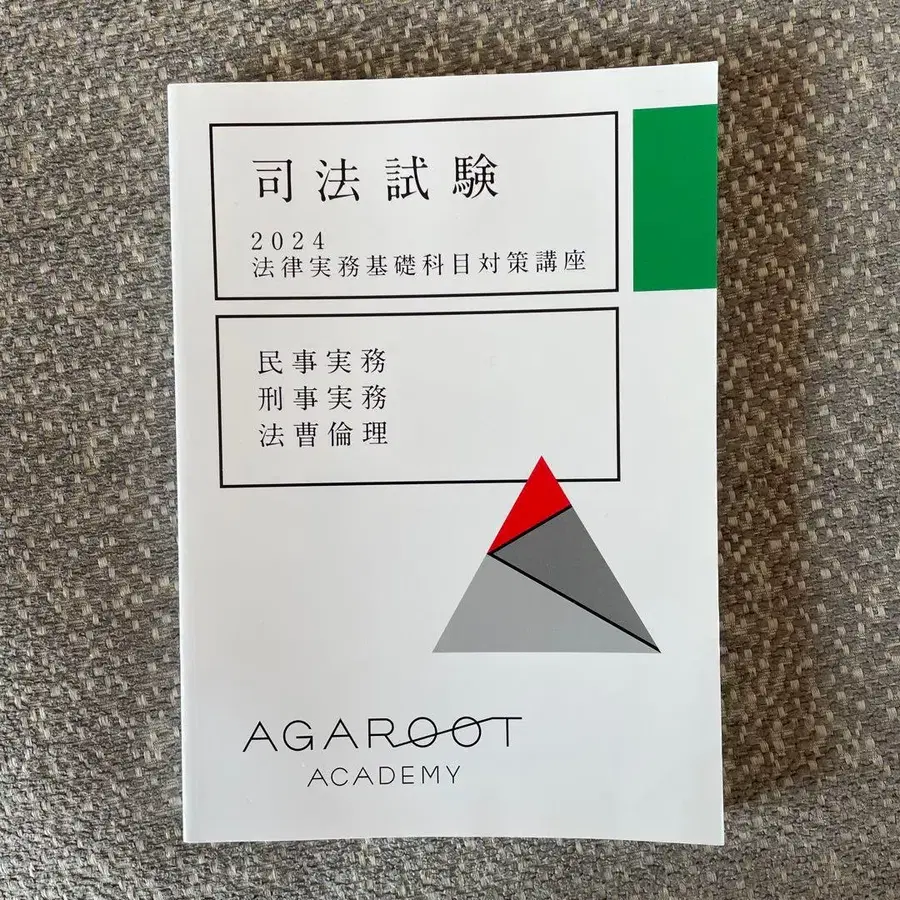 司法試験
2024
法律実務基礎科目対策講座
民事実務
刑事実務
法曹倫理
AGAROOT
ACADEMY